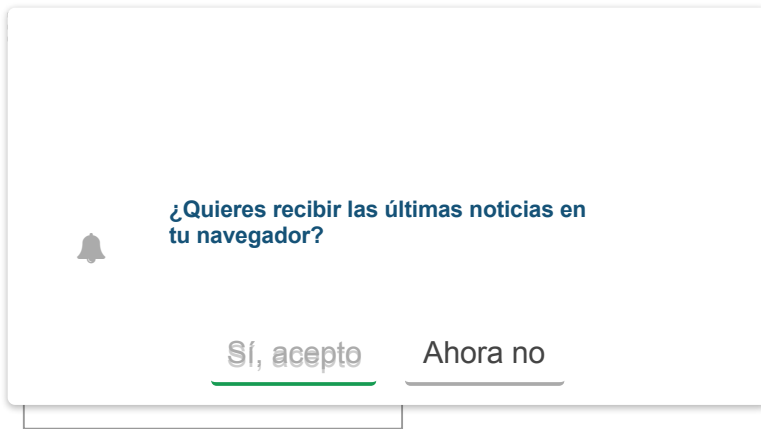 ¿Quieres recibir las últimas noticias en
tu navegador?
Sí, acepto Ahora no